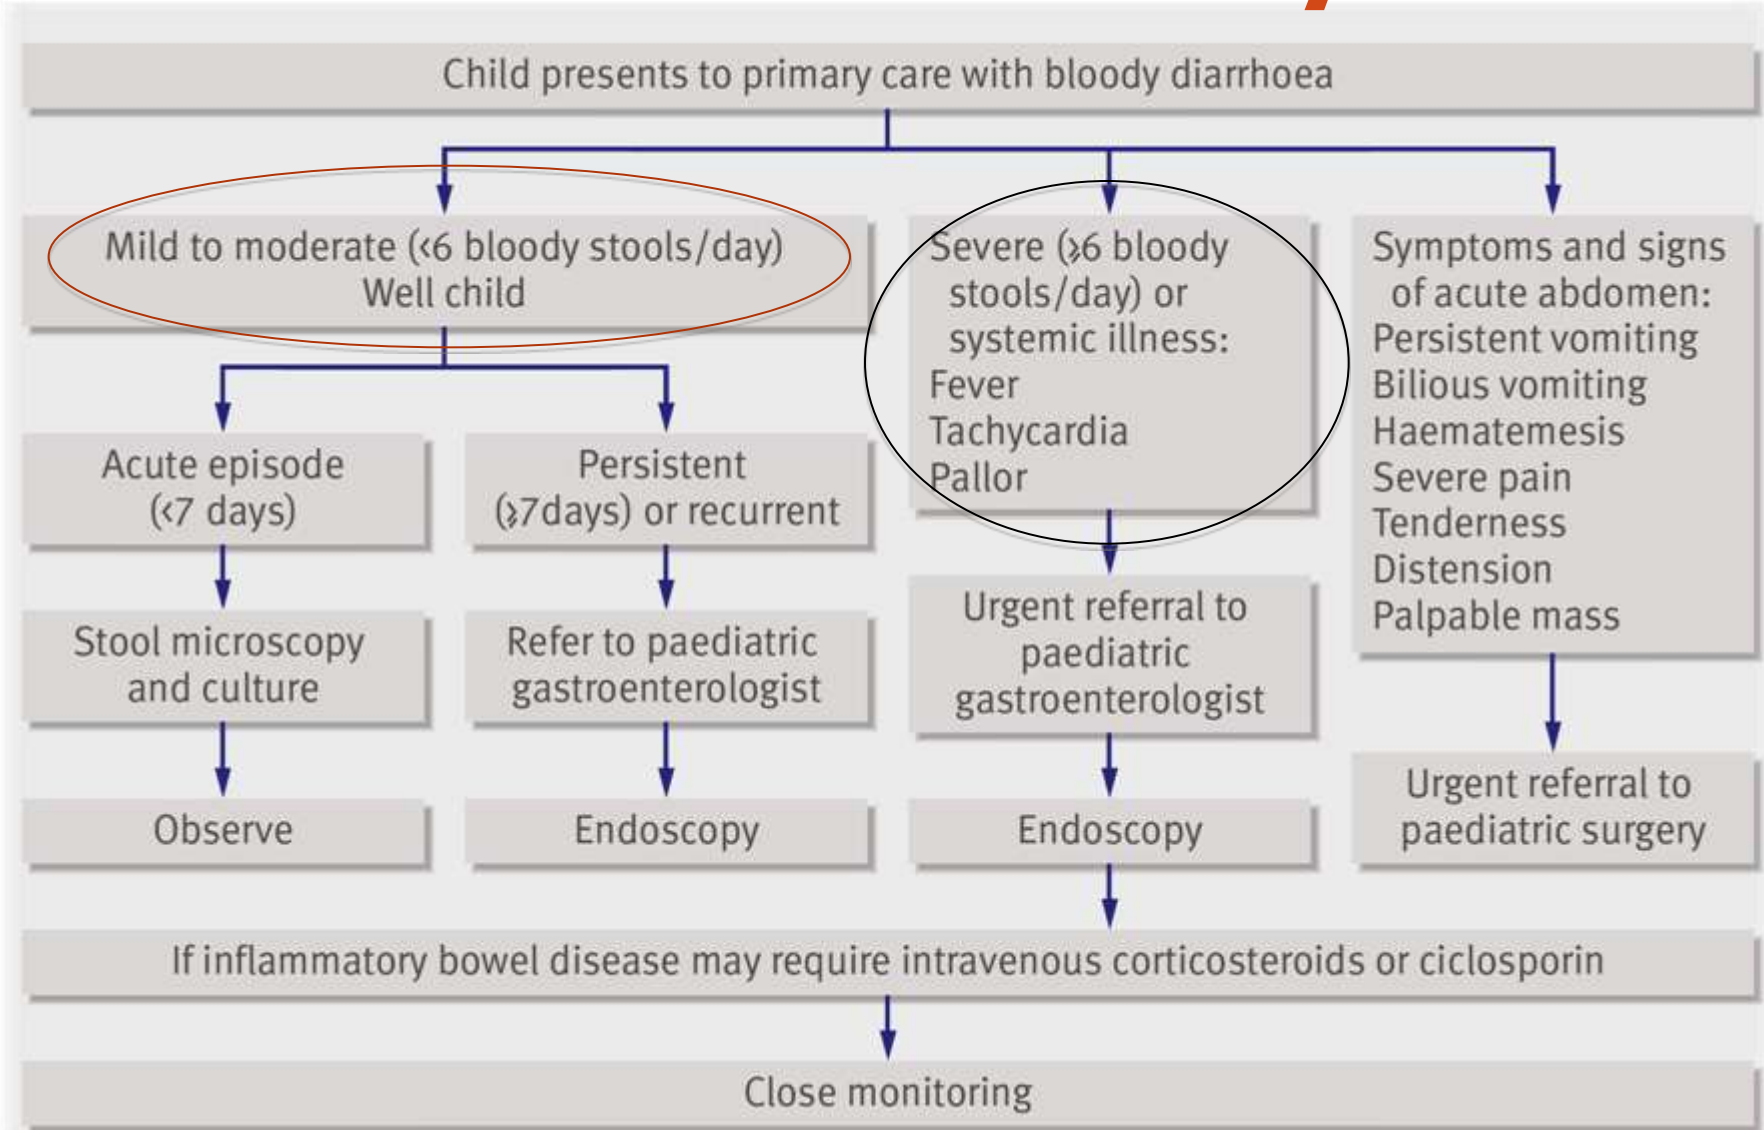 Child presents to primary care with bloody diarrhoea
Mild to moderate (<6 bloody stools/day)
Well child
Severe (⩾6 bloody
stools/day) or
systemic illness:
Fever
Tachycardia
Pallor
Symptoms and signs
of acute abdomen:
Persistent vomiting
Bilious vomiting
Haematemesis
Severe pain
Tenderness
Distension
Palpable mass
Acute episode
(<7 days)
Persistent
(⩾7days) or recurrent
Stool microscopy
and culture
Refer to paediatric
gastroenterologist
Urgent referral to
paediatric
gastroenterologist
Urgent referral to
paediatric surgery
Observe
Endoscopy
Endoscopy
If inflammatory bowel disease may require intravenous corticosteroids or ciclosporin
Close monitoring